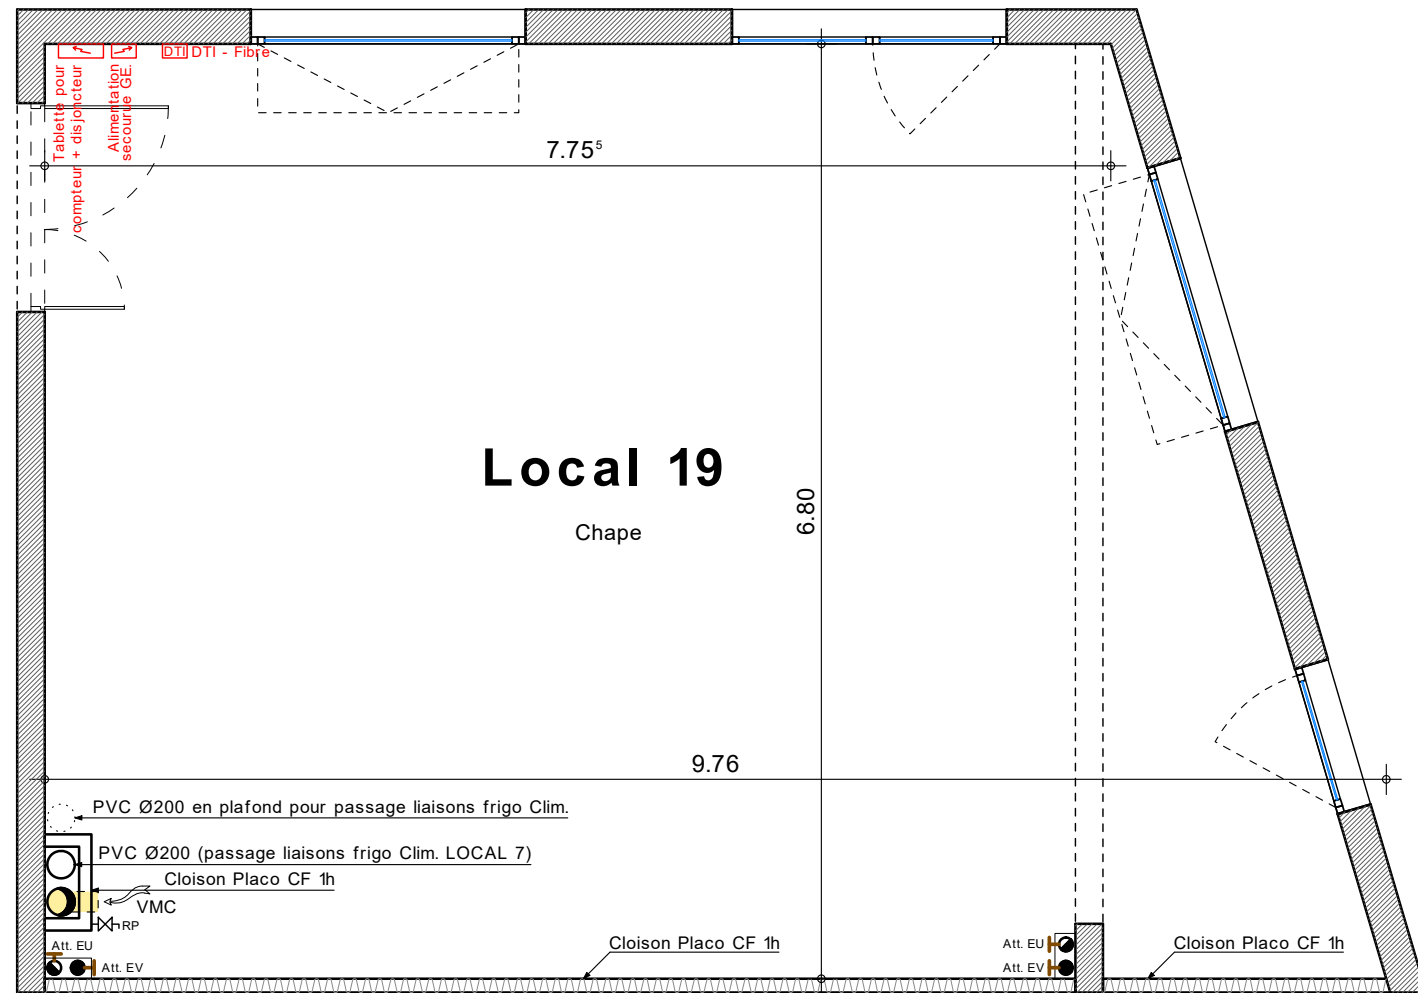 DTI DTI - Fibre
Tablette pour
compteur + disjoncteur
Alimentation
secourue GE.
7.75⁵
Local 19
Chape
6.80
9.76
PVC Ø200 en plafond pour passage liaisons frigo Clim.
PVC Ø200 (passage liaisons frigo Clim. LOCAL 7)
Cloison Placo CF 1h
VMC
RP
Att. EU
Att. EV
Cloison Placo CF 1h
Att. EU
Att. EV
Cloison Placo CF 1h